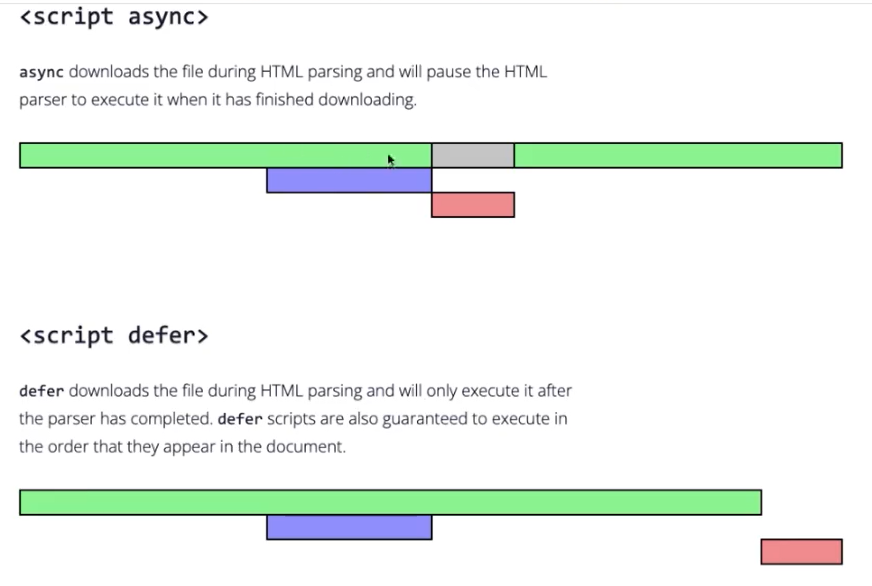 <script async>
async downloads the file during HTML parsing and will pause the HTML
parser to execute it when it has finished downloading.
<script defer>
defer downloads the file during HTML parsing and will only execute it after
the parser has completed. defer scripts are also guaranteed to execute in
the order that they appear in the document.